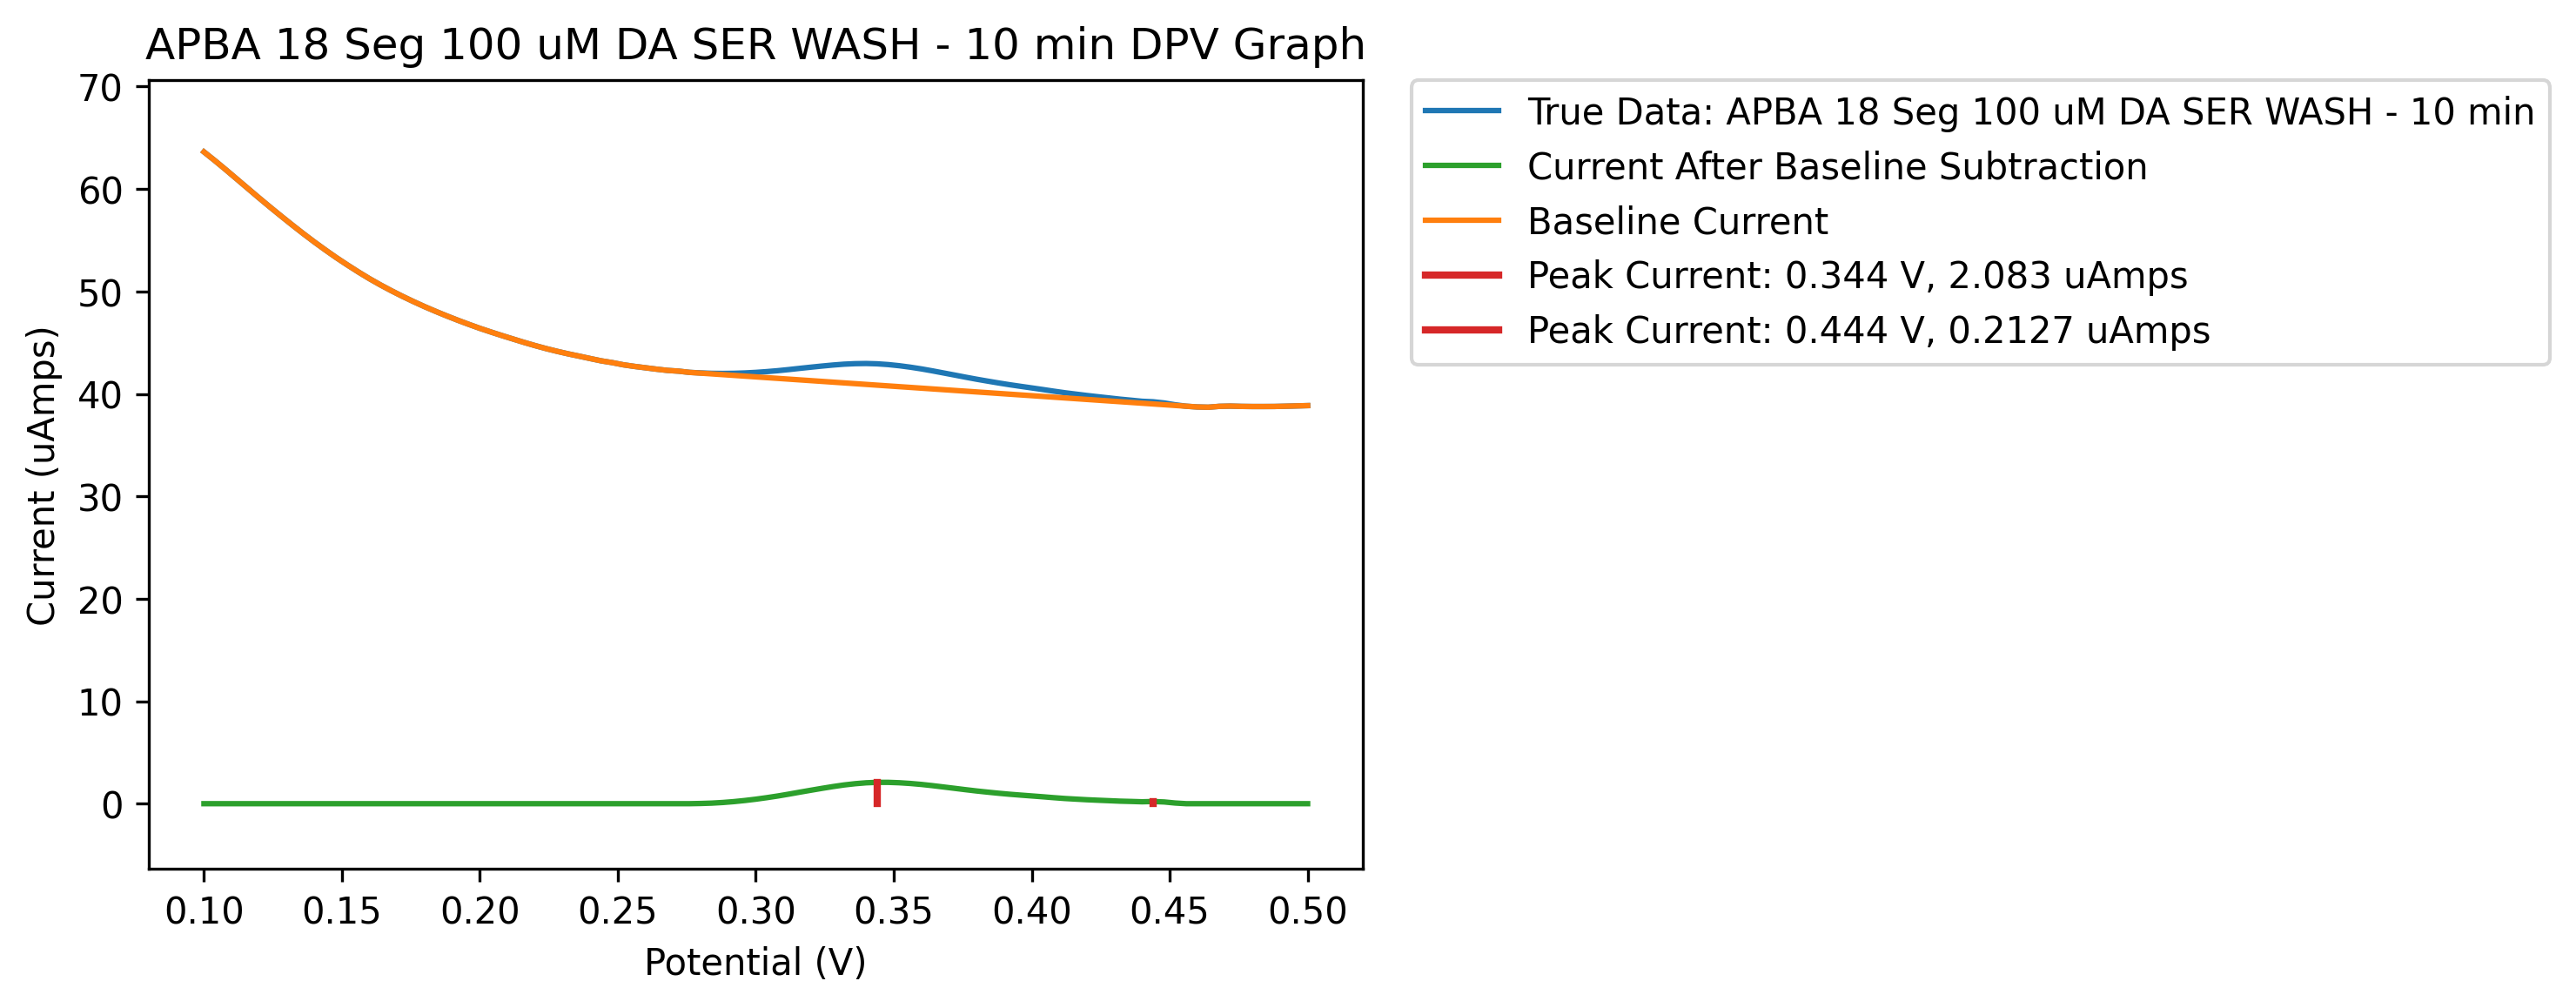 APBA 18 Seg 100 uM DA SER WASH - 10 min DPV Graph
70
60
50
40
30
20
10
0
Current (uAmps)
0.10 0.15 0.20 0.25 0.30 0.35 0.40 0.45 0.50
Potential (V)
True Data: APBA 18 Seg 100 uM DA SER WASH - 10 min
Current After Baseline Subtraction
Baseline Current
Peak Current: 0.344 V, 2.083 uAmps
Peak Current: 0.444 V, 0.2127 uAmps